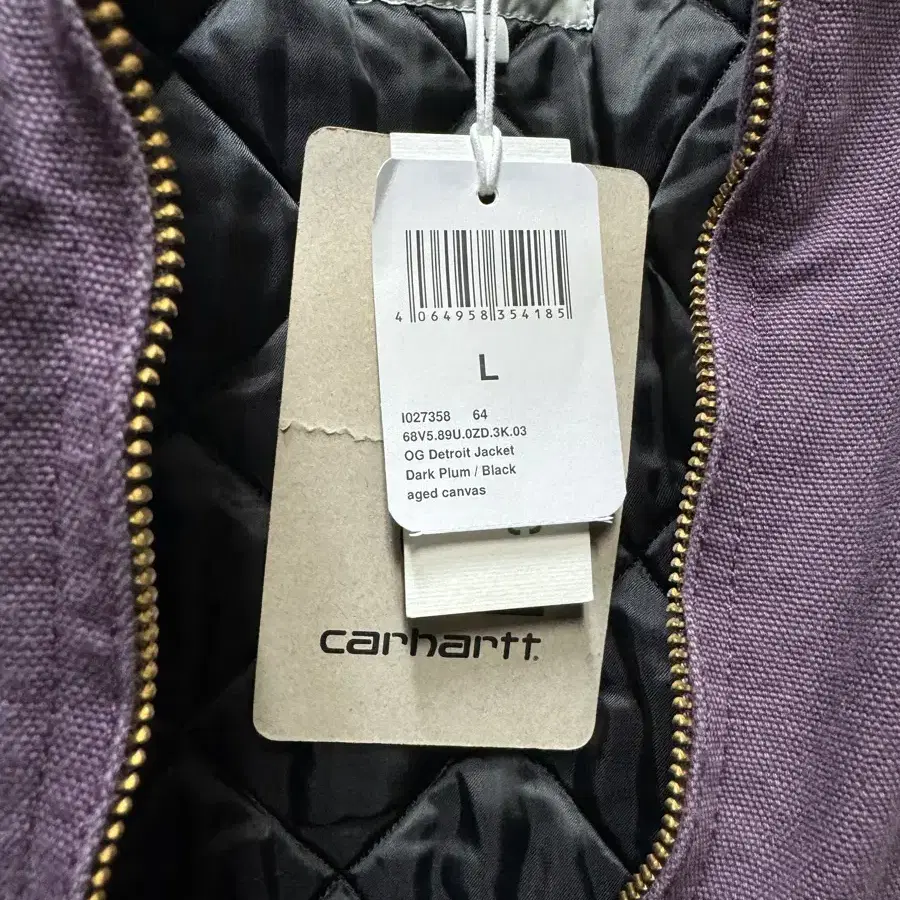 4 064958 354185
L
I027358 64
68V5.89U.0ZD.3K.03
OG Detroit Jacket
Dark Plum / Black
aged canvas
carhartt